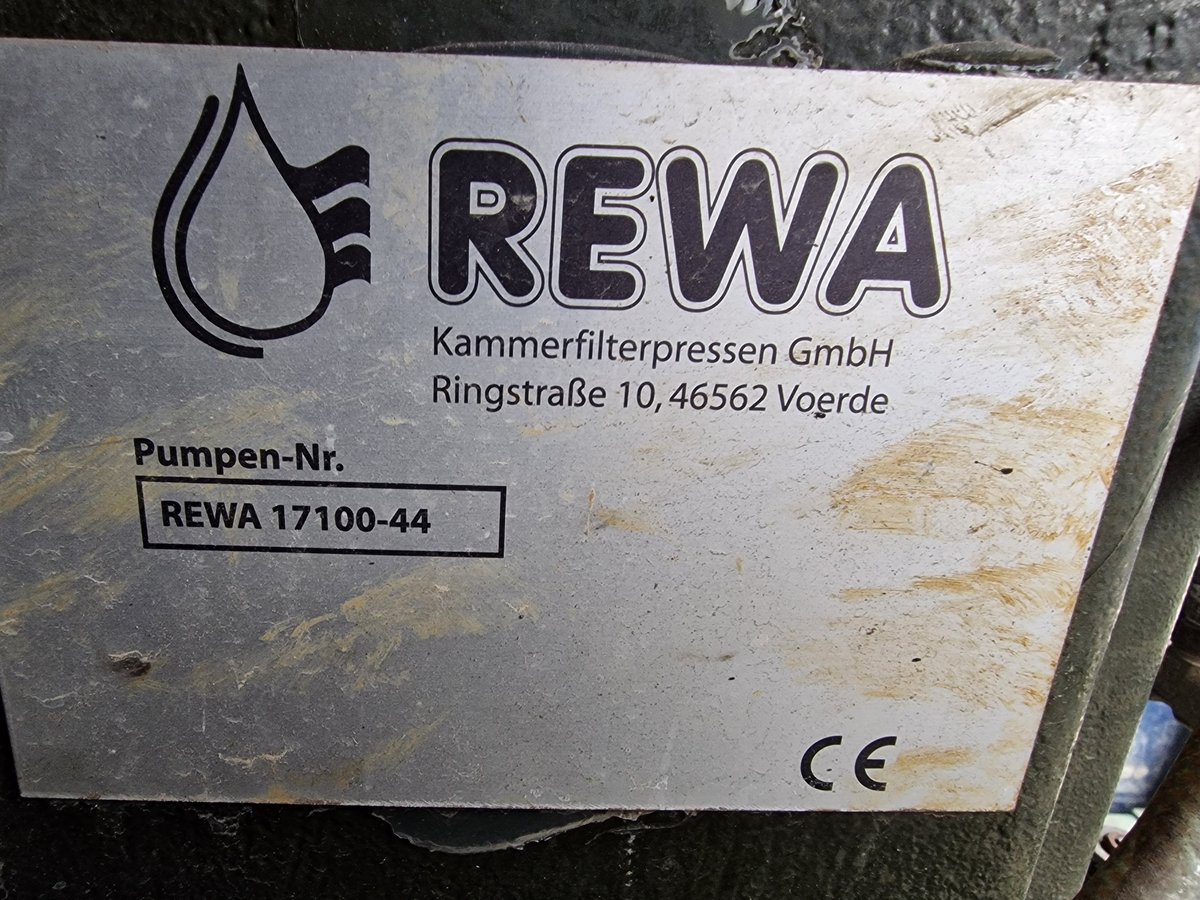 REWA
Kammerfilterpressen GmbH
Ringstraße 10, 46562 Voerde
Pumpen-Nr.
REWA 17100-44
CE